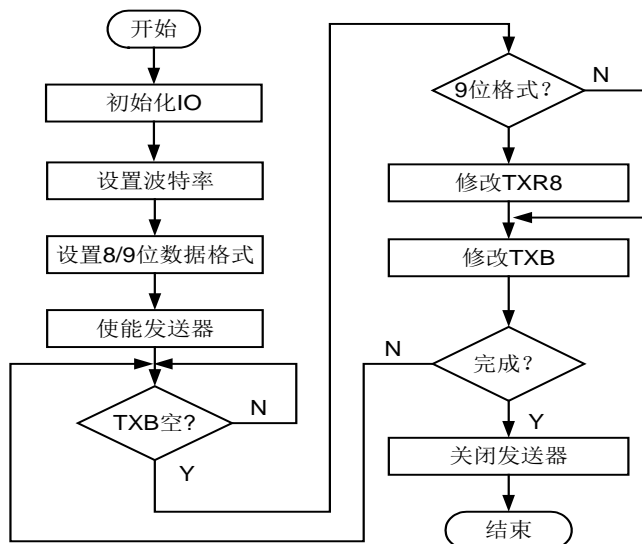 开始
初始化IO
设置波特率
设置8/9位数据格式
使能发送器
TXB空?
N
Y
9位格式?
N
修改TXR8
修改TXB
完成?
N
Y
关闭发送器
结束